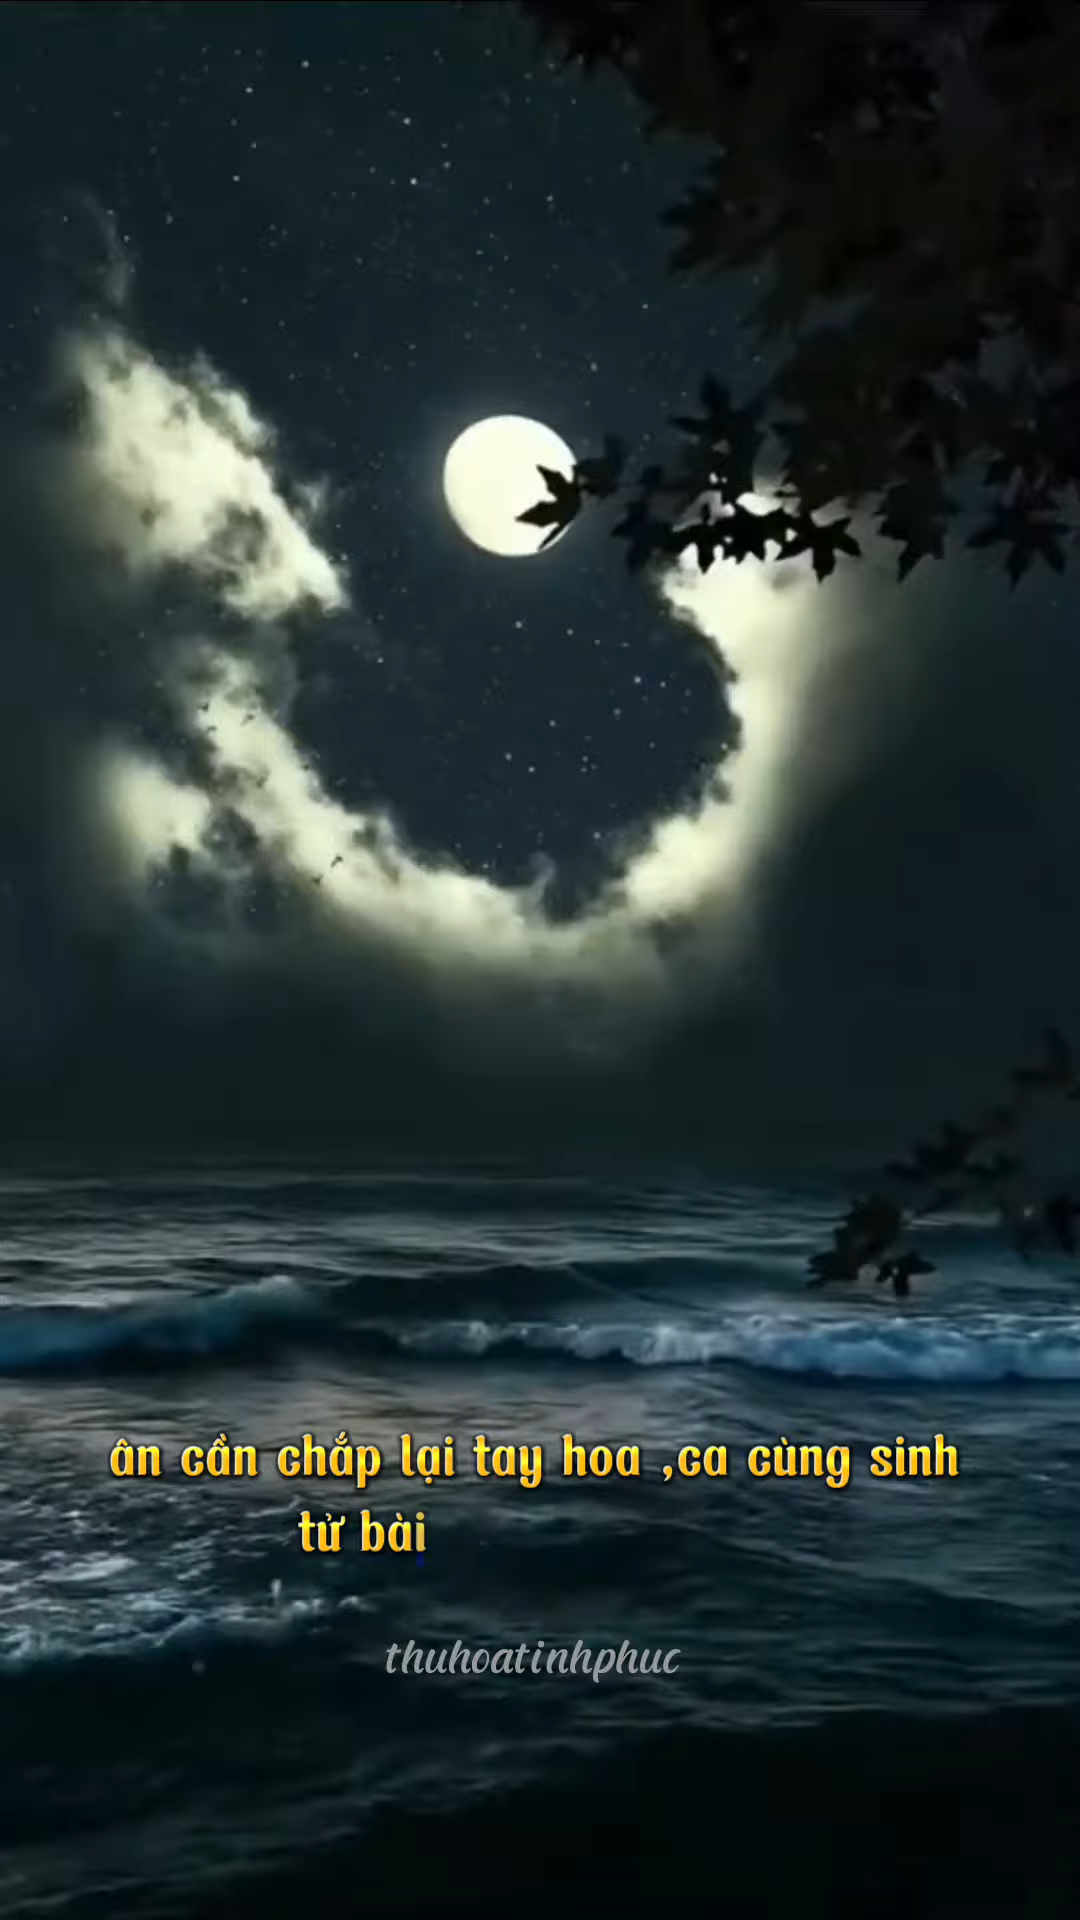 ân cần chắp lại tay hoa ,ca cùng sinh
tử bài
thuhoatinhphuc